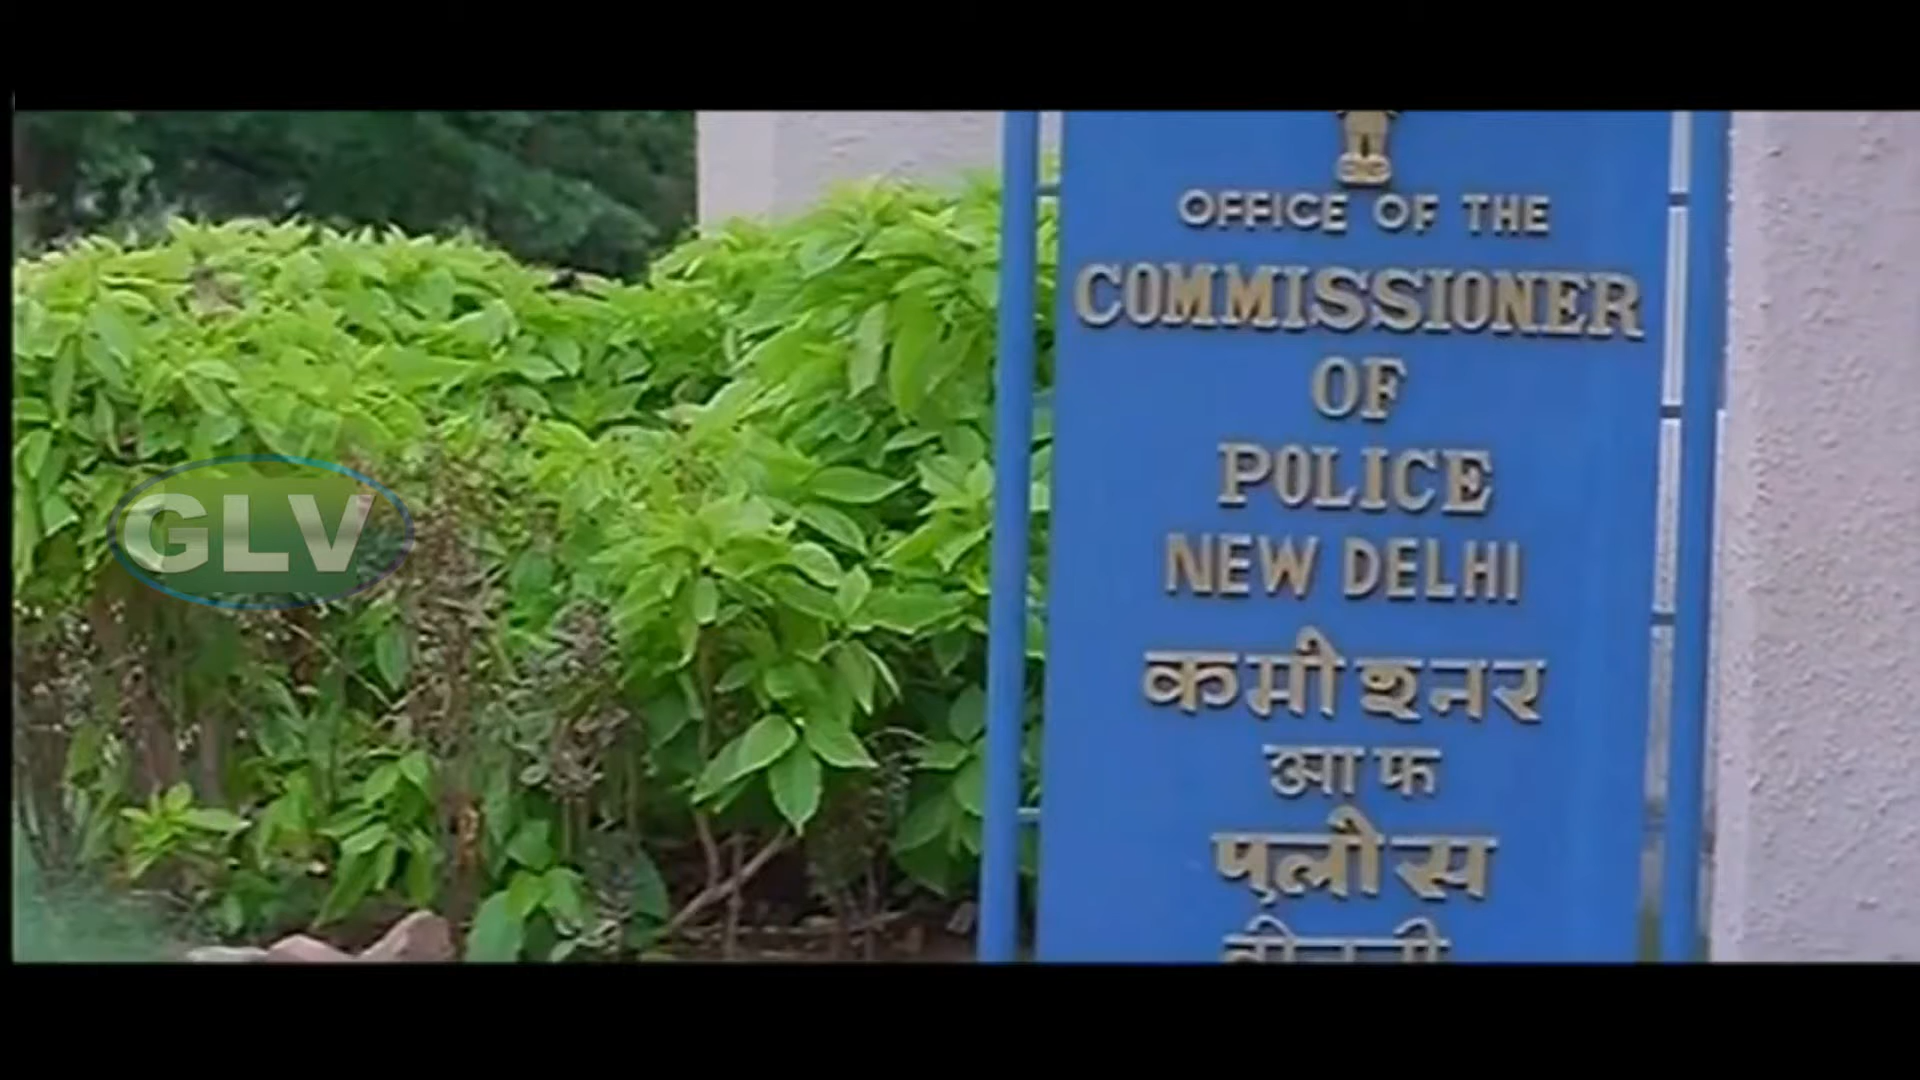 GLV
OFFICE OF THE
COMMISSIONER
OF
POLICE
NEW DELHI
कमीश्नर
आफ
पुलीस